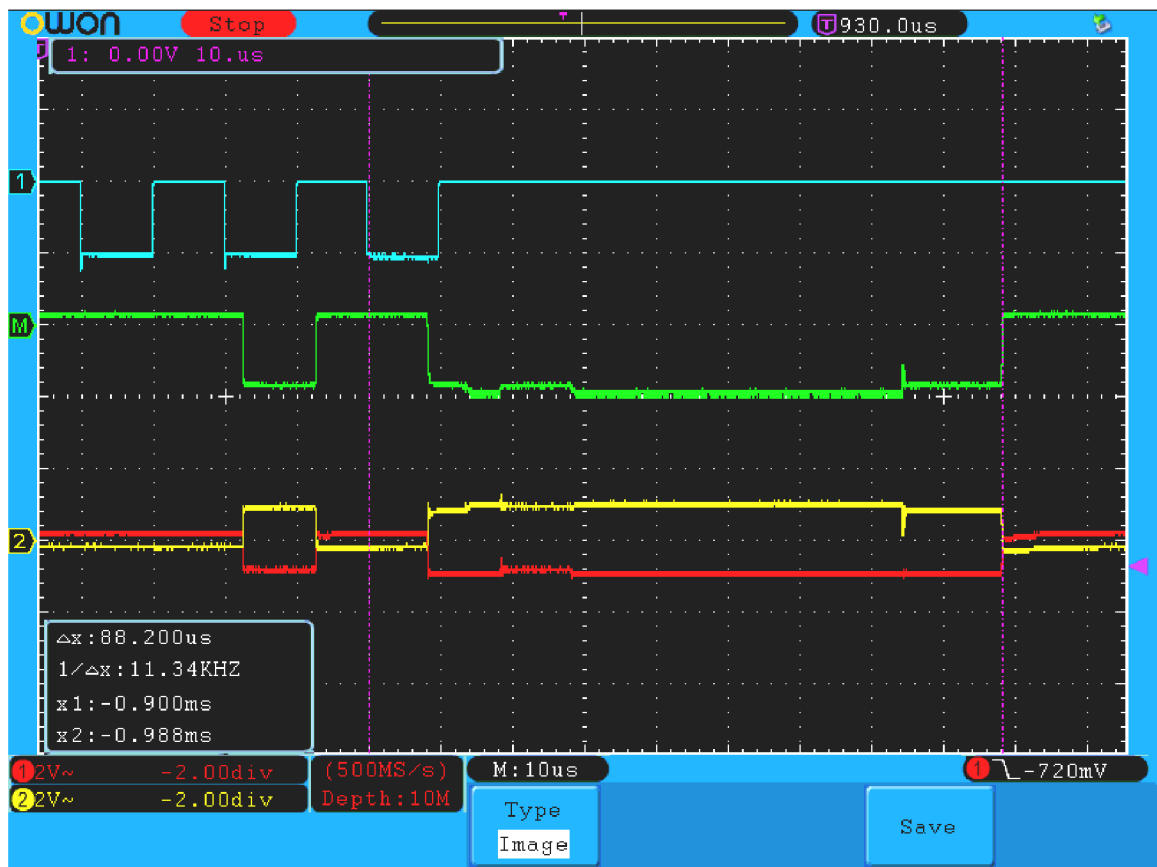 owon Stop T 930.0us
1: 0.00V 10.us
1
M
2
△x:88.200us
1/△x:11.34KHZ
x1:-0.900ms
x2:-0.988ms
1 2V~ -2.00div (500MS/s) M:10us 1 -720mV
2 2V~ -2.00div Depth:10M
Type
Image
Save